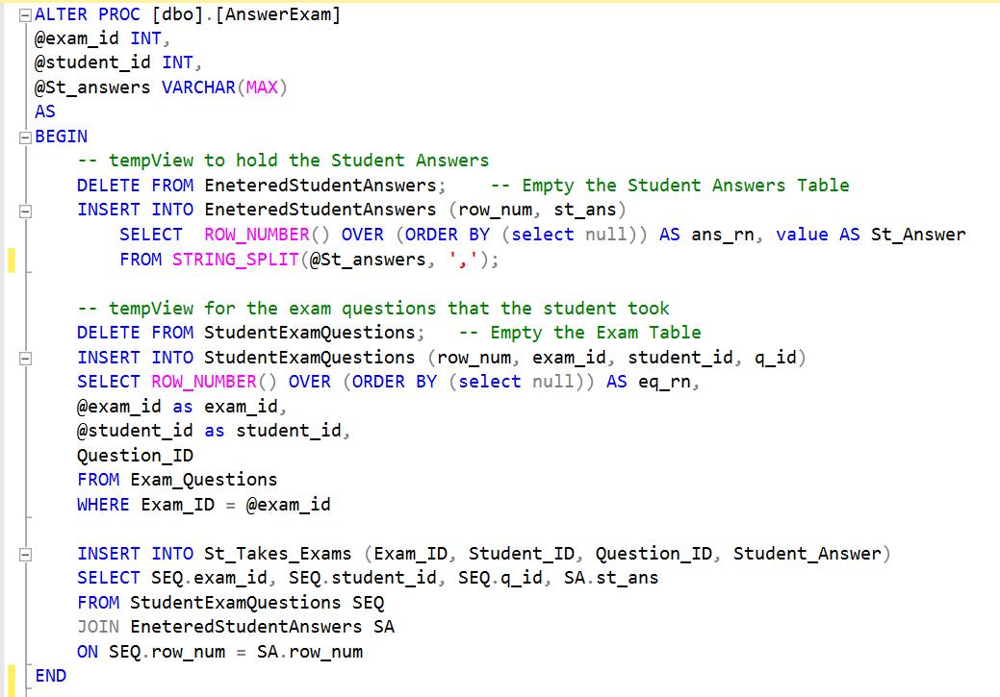 ALTER PROC [dbo].[AnswerExam]
@exam_id INT,
@student_id INT,
@St_answers VARCHAR(MAX)
AS
BEGIN
-- tempView to hold the Student Answers
DELETE FROM EneteredStudentAnswers; -- Empty the Student Answers Table
INSERT INTO EneteredStudentAnswers (row_num, st_ans)
SELECT ROW_NUMBER() OVER (ORDER BY (select null)) AS ans_rn, value AS St_Answer
FROM STRING_SPLIT(@St_answers, ',');
-- tempView for the exam questions that the student took
DELETE FROM StudentExamQuestions; -- Empty the Exam Table
INSERT INTO StudentExamQuestions (row_num, exam_id, student_id, q_id)
SELECT ROW_NUMBER() OVER (ORDER BY (select null)) AS eq_rn,
@exam_id as exam_id,
@student_id as student_id,
Question_ID
FROM Exam_Questions
WHERE Exam_ID = @exam_id
INSERT INTO St_Takes_Exams (Exam_ID, Student_ID, Question_ID, Student_Answer)
SELECT SEQ.exam_id, SEQ.student_id, SEQ.q_id, SA.st_ans
FROM StudentExamQuestions SEQ
JOIN EneteredStudentAnswers SA
ON SEQ.row_num = SA.row_num
END